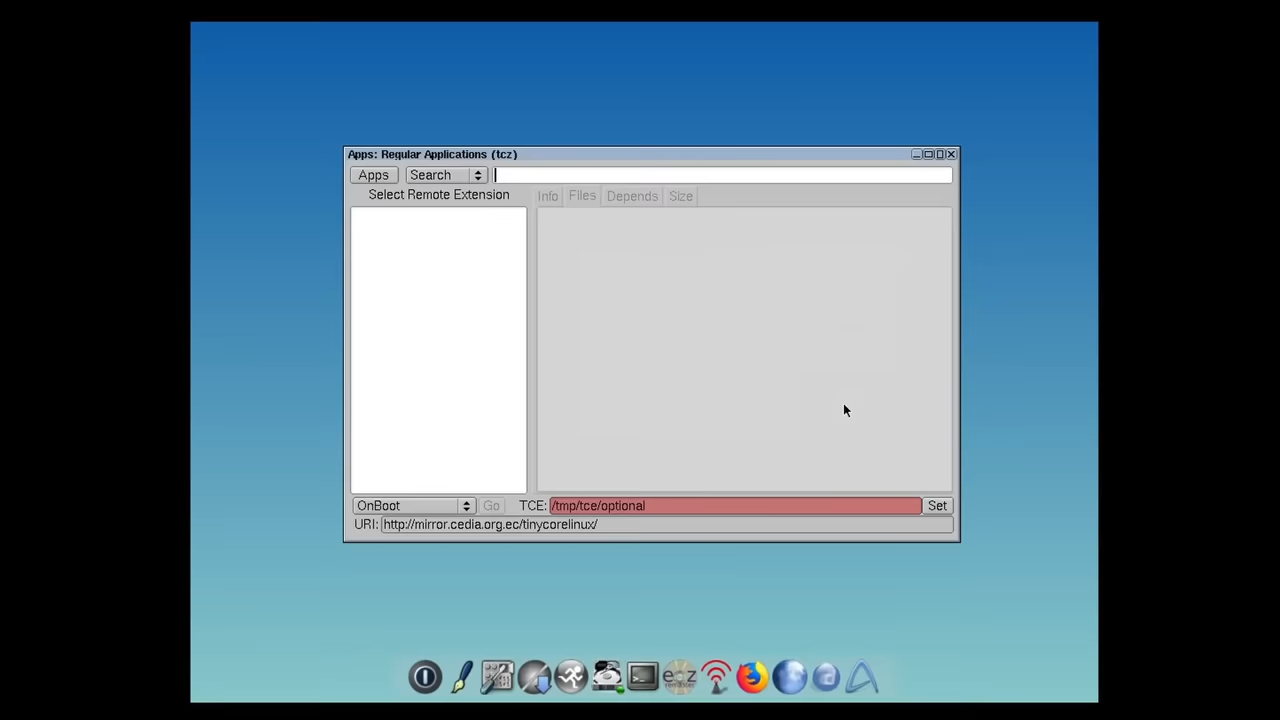 Apps: Regular Applications (tcz)
Apps Search
Select Remote Extension Info Files Depends Size
OnBoot Go TCE: /tmp/tce/optional Set
URI: http://mirror.cedia.org.ec/tinycorelinux/
ezremaster